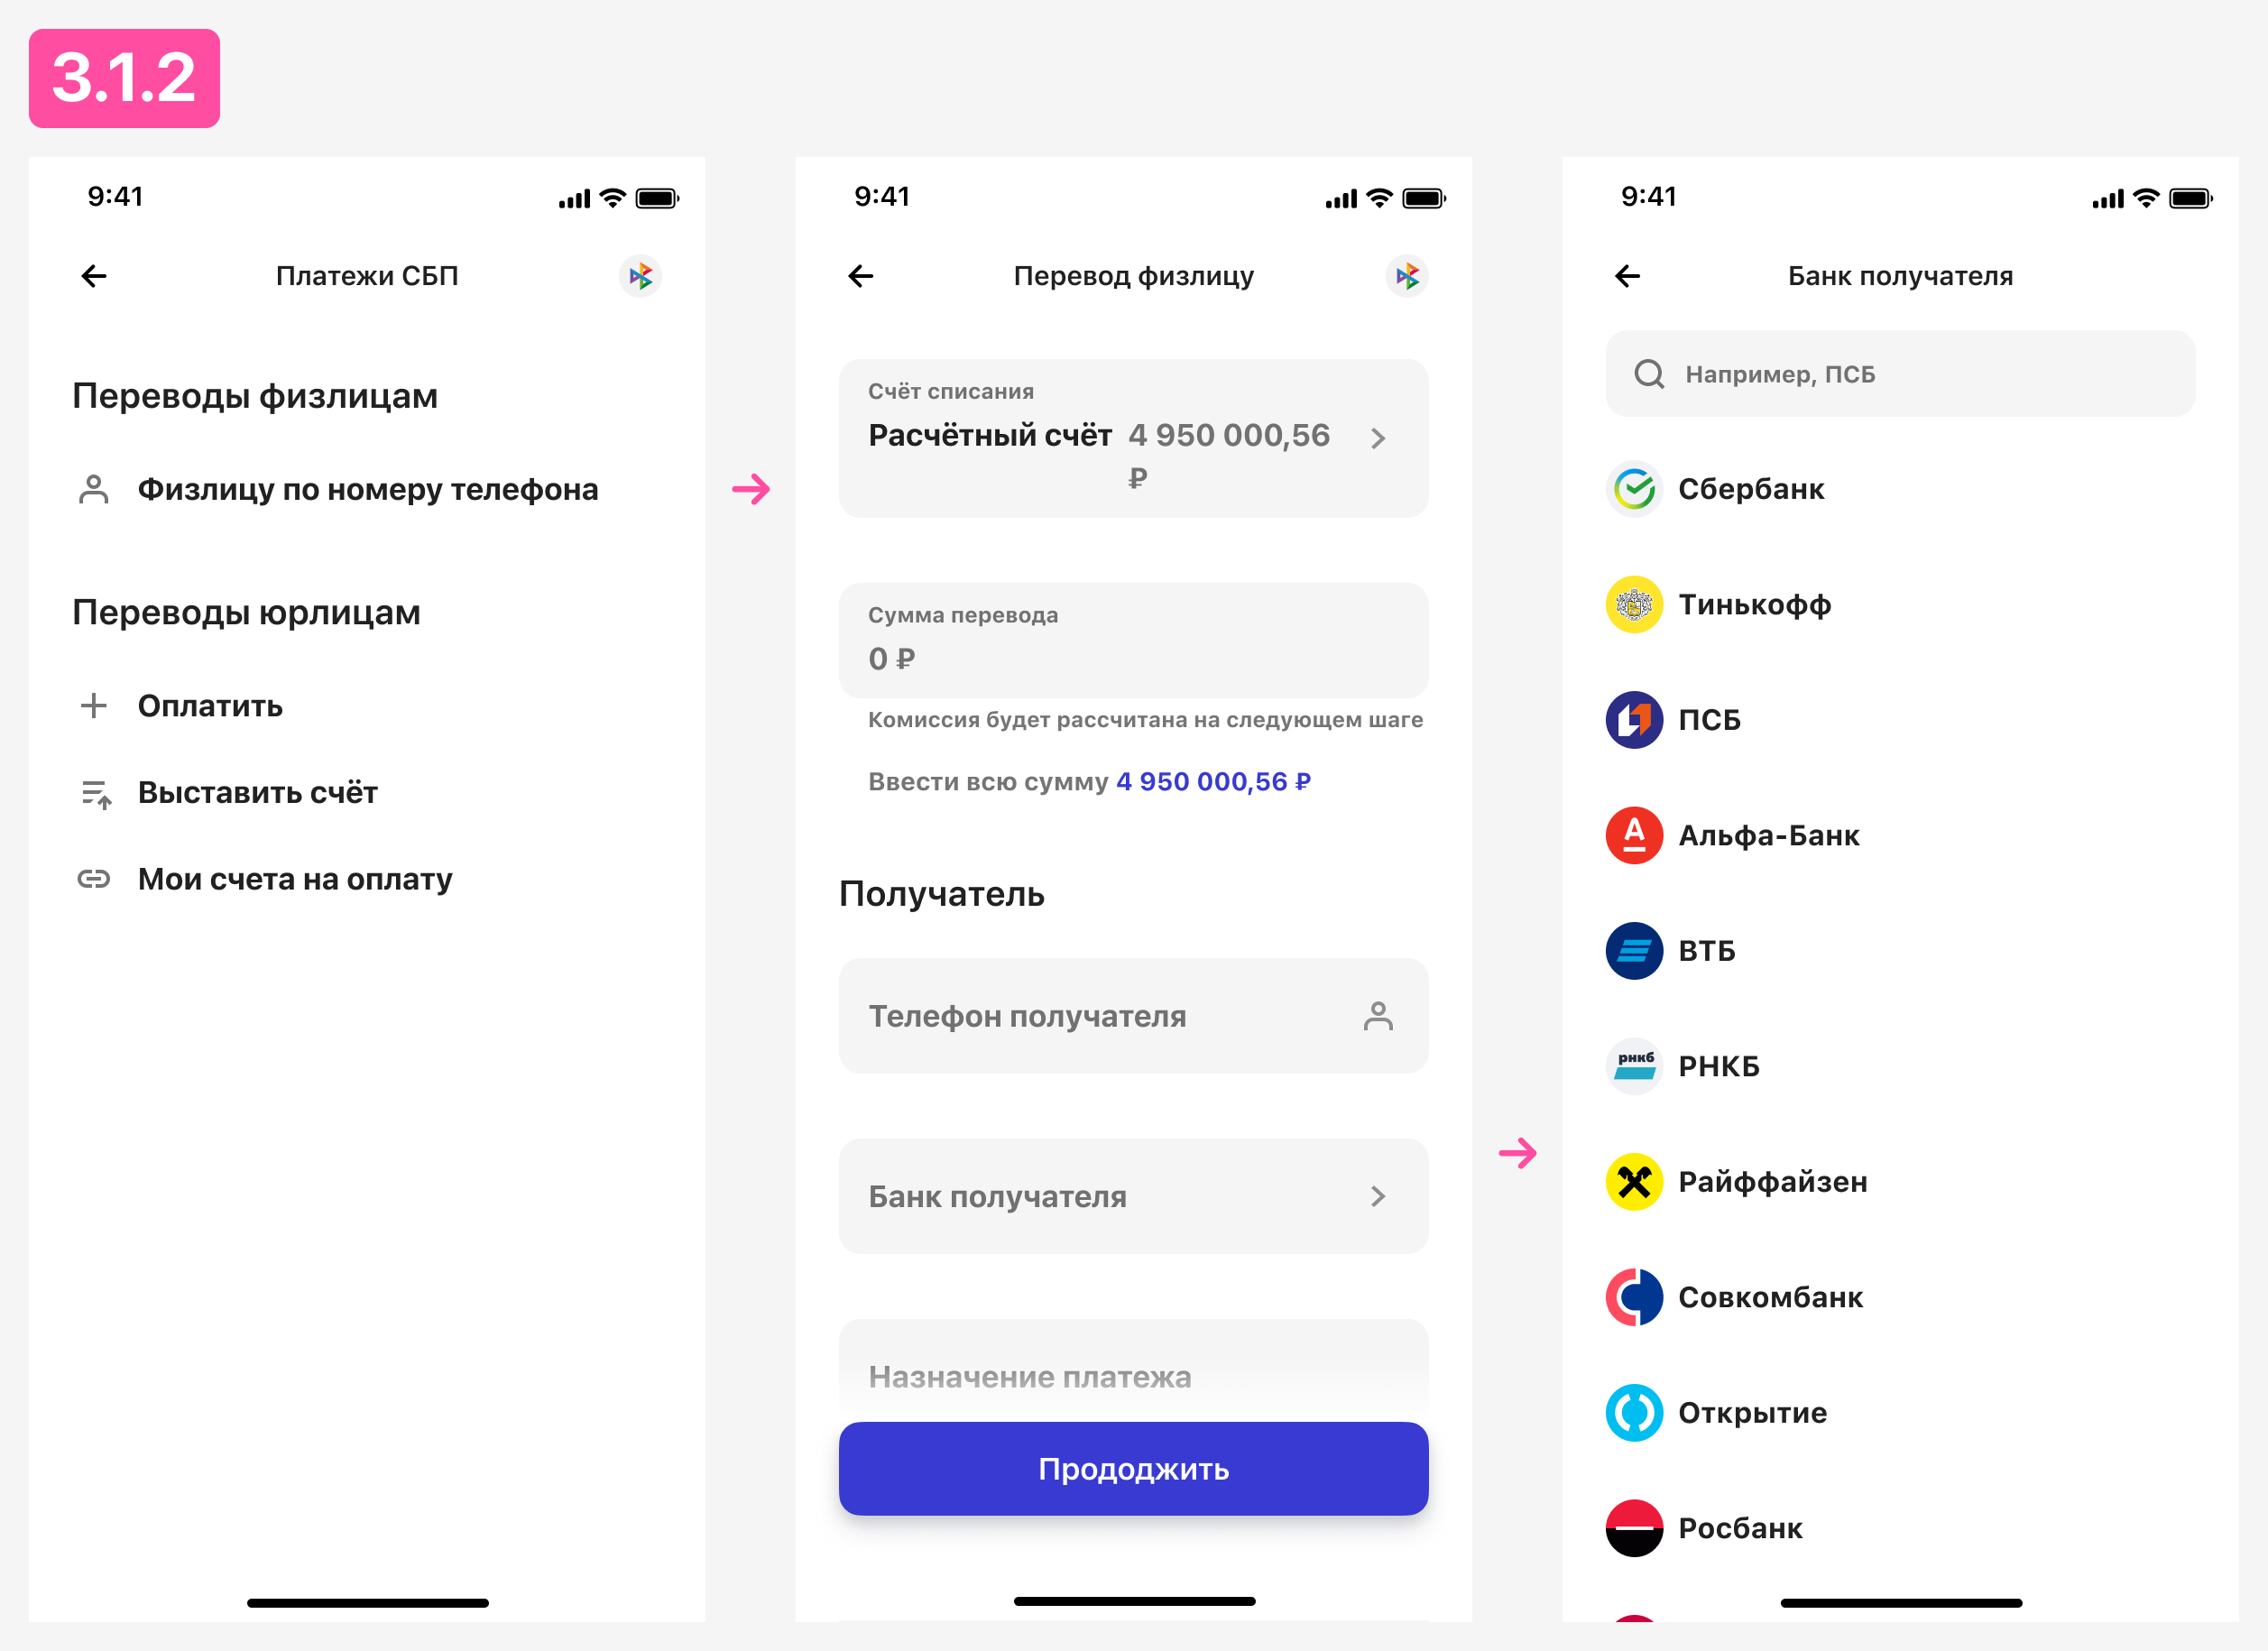 3.1.2
9:41
Платежи СБП
Переводы физлицам
Физлицу по номеру телефона
Переводы юрлицам
Оплатить
Выставить счёт
Мои счета на оплату
9:41
Перевод физлицу
Счёт списания
Расчётный счёт 4 950 000,56
₽
Сумма перевода
0 ₽
Комиссия будет рассчитана на следующем шаге
Ввести всю сумму 4 950 000,56 ₽
Получатель
Телефон получателя
Банк получателя
Назначение платежа
Прododжить
9:41
Банк получателя
Например, ПСБ
Сбербанк
Тинькофф
ПСБ
Альфа-Банк
ВТБ
рнкб
РНКБ
Райффайзен
Совкомбанк
Открытие
Росбанк